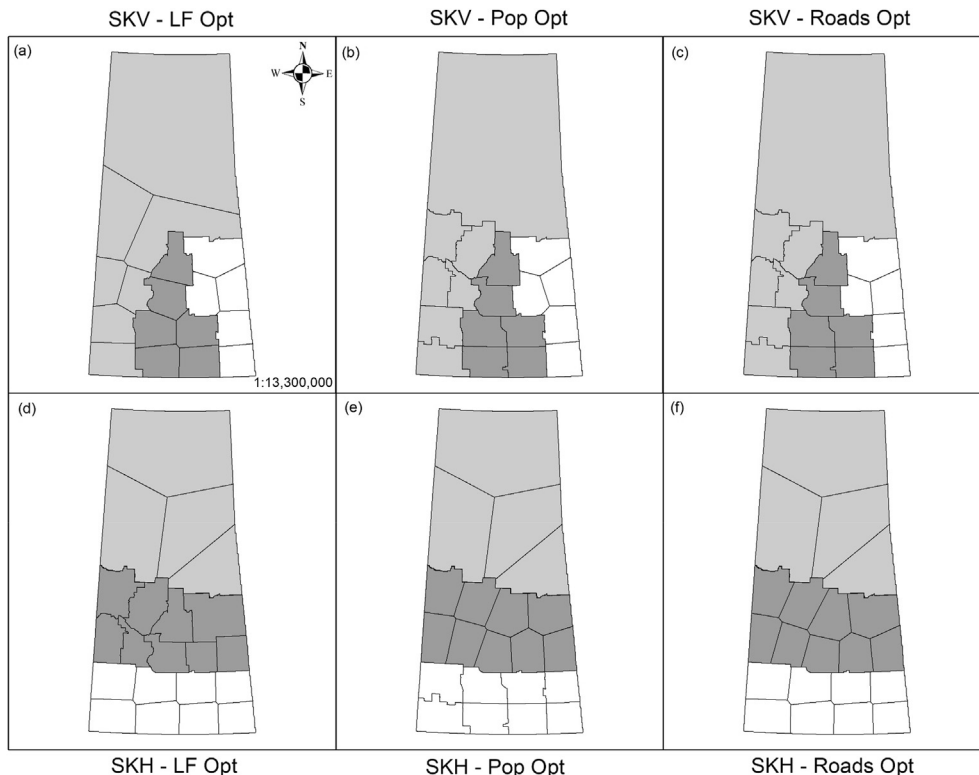 SKV - LF Opt
SKV - Pop Opt
SKV - Roads Opt
(a)
N
W
E
S
1:13,300,000
(b)
(c)
(d)
(e)
(f)
SKH - LF Opt
SKH - Pop Opt
SKH - Roads Opt